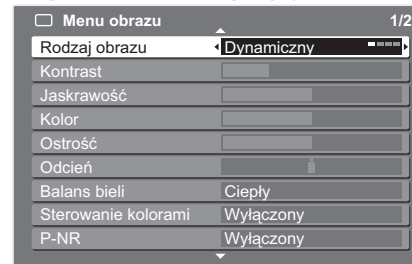 Menu obrazu 1/2
Rodzaj obrazu Dynamiczny
Kontrast
Jaskrawość
Kolor
Ostrość
Odcień
Balans bieli Ciepły
Sterowanie kolorami Wyłączony
P-NR Wyłączony